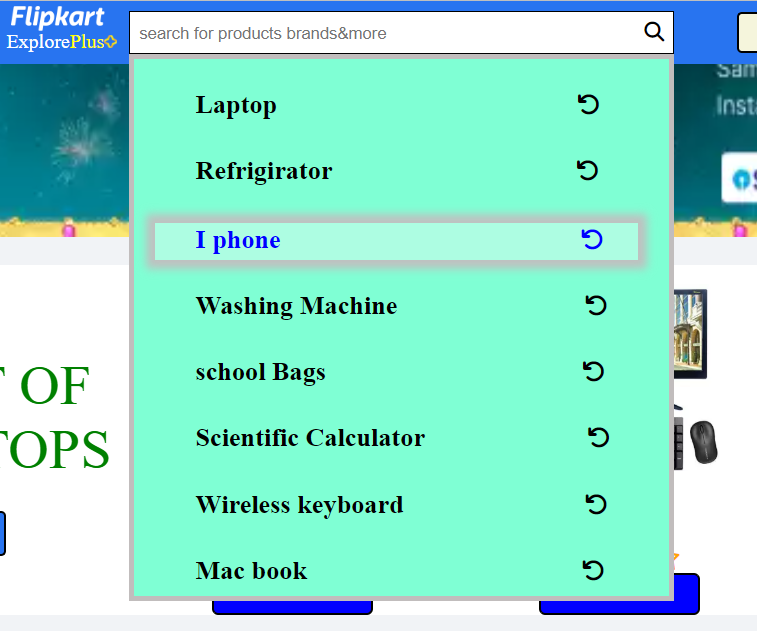 Flipkart
ExplorePlus
search for products brands&more
Laptop
Refrigirator
I phone
Washing Machine
school Bags
Scientific Calculator
Wireless keyboard
Mac book
OF